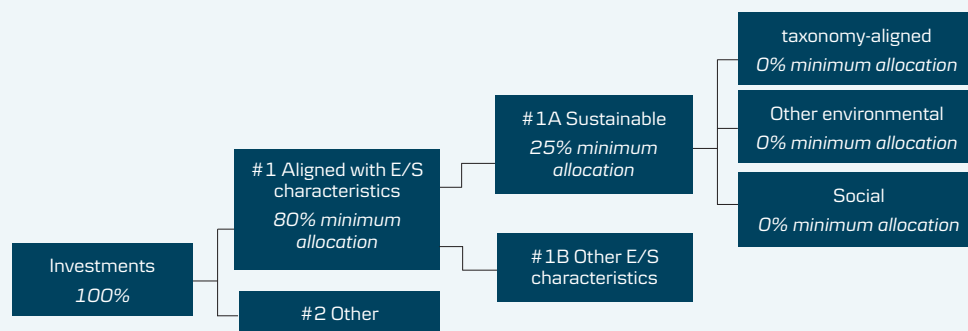 Investments
100%
#1 Aligned with E/S
characteristics
80% minimum
allocation
#2 Other
#1A Sustainable
25% minimum
allocation
#1B Other E/S
characteristics
taxonomy-aligned
0% minimum allocation
Other environmental
0% minimum allocation
Social
0% minimum allocation